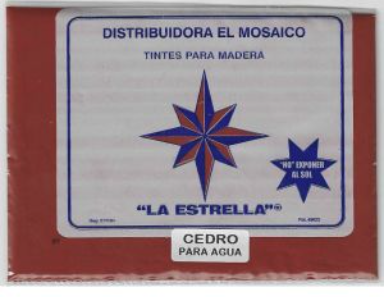 DISTRIBUIDORA EL MOSAICO
TINTES PARA MADERA
"NO" EXPONER
AL SOL
"LA ESTRELLA"®
CEDRO
PARA AGUA